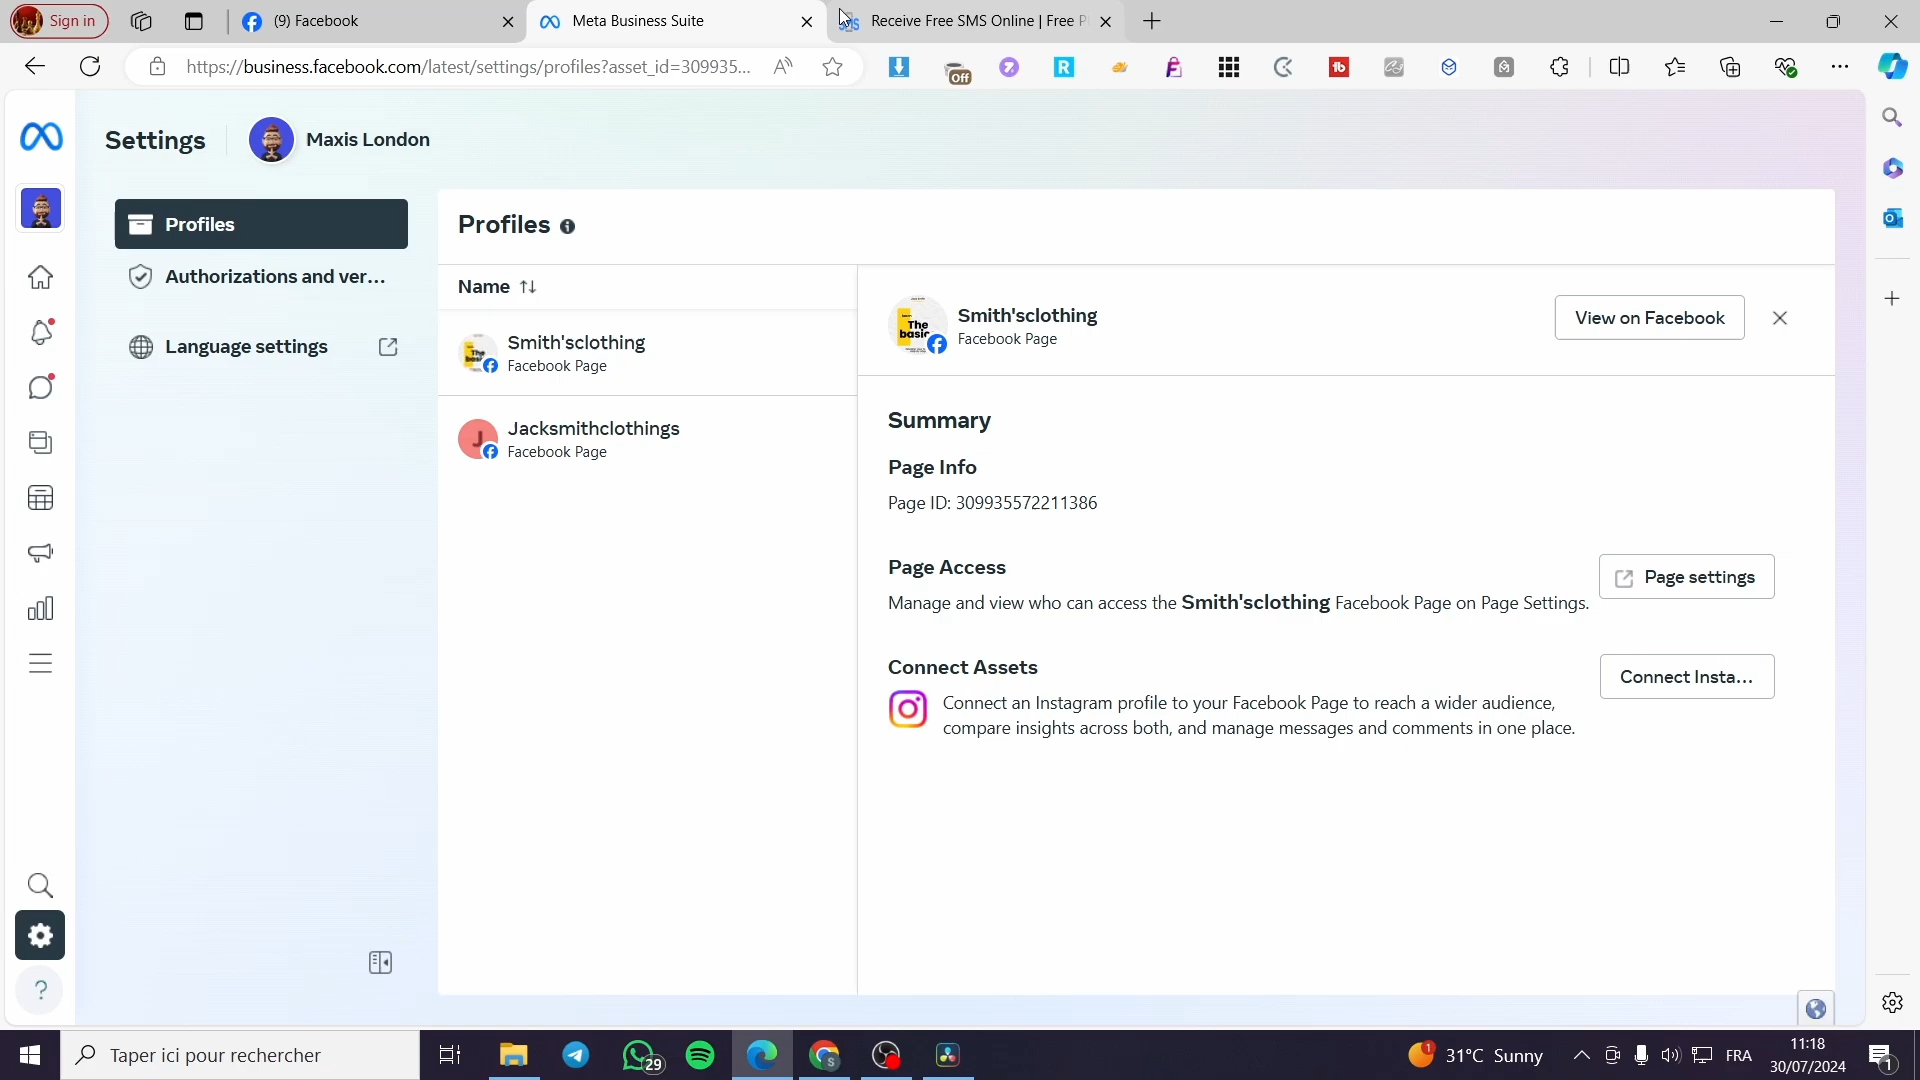 Sign in
(9) Facebook
Meta Business Suite
Receive Free SMS Online | Free P
https://business.facebook.com/latest/settings/profiles?asset_id=309935...
Off
Settings
Maxis London
Profiles
Authorizations and ver...
Language settings
Profiles
Name
Smith'sclothing
Facebook Page
Jacksmithclothings
Facebook Page
Smith'sclothing
Facebook Page
View on Facebook
Summary
Page Info
Page ID: 309935572211386
Page Access
Manage and view who can access the Smith'sclothing Facebook Page on Page Settings.
Page settings
Connect Assets
Connect an Instagram profile to your Facebook Page to reach a wider audience,
compare insights across both, and manage messages and comments in one place.
Connect Insta...
Taper ici pour rechercher
29
31°C Sunny
FRA
11:18
30/07/2024
1